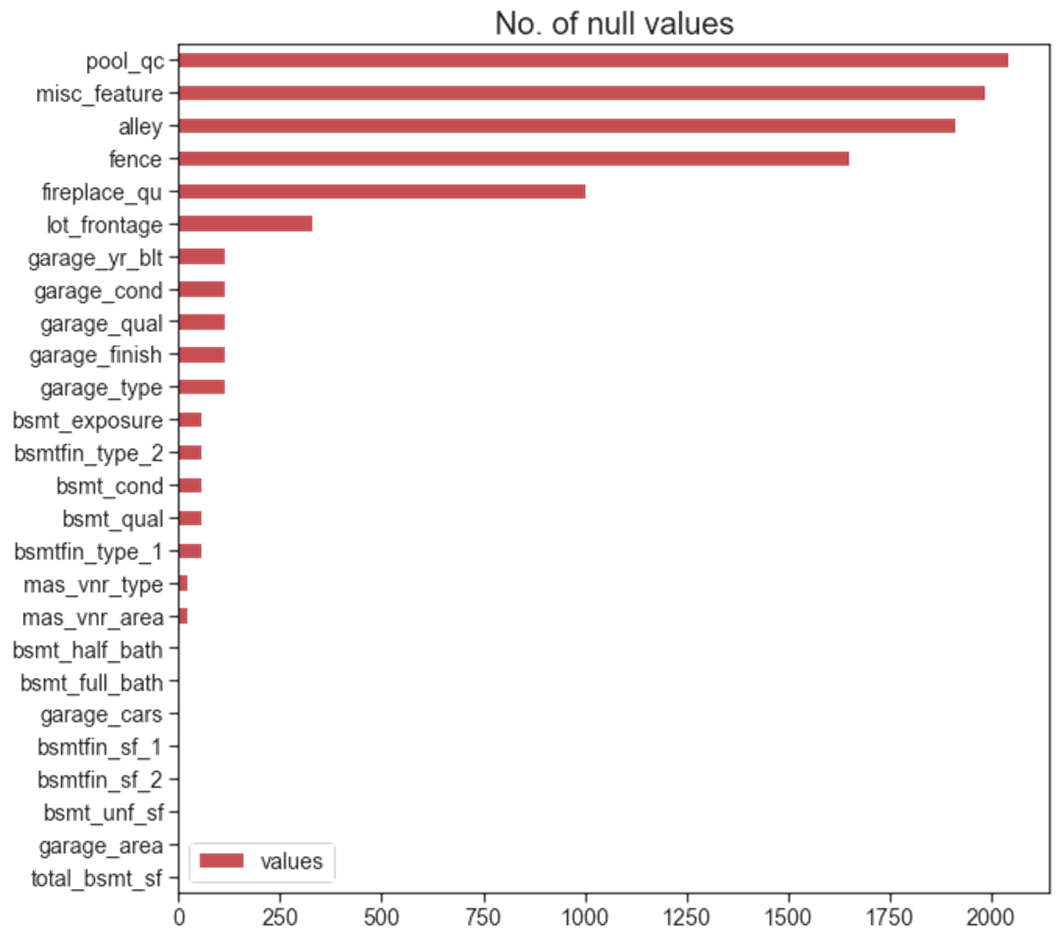 No. of null values
pool_qc
misc_feature
alley
fence
fireplace_qu
lot_frontage
garage_yr_blt
garage_cond
garage_qual
garage_finish
garage_type
bsmt_exposure
bsmtfin_type_2
bsmt_cond
bsmt_qual
bsmtfin_type_1
mas_vnr_type
mas_vnr_area
bsmt_half_bath
bsmt_full_bath
garage_cars
bsmtfin_sf_1
bsmtfin_sf_2
bsmt_unf_sf
garage_area
total_bsmt_sf
values
0 250 500 750 1000 1250 1500 1750 2000